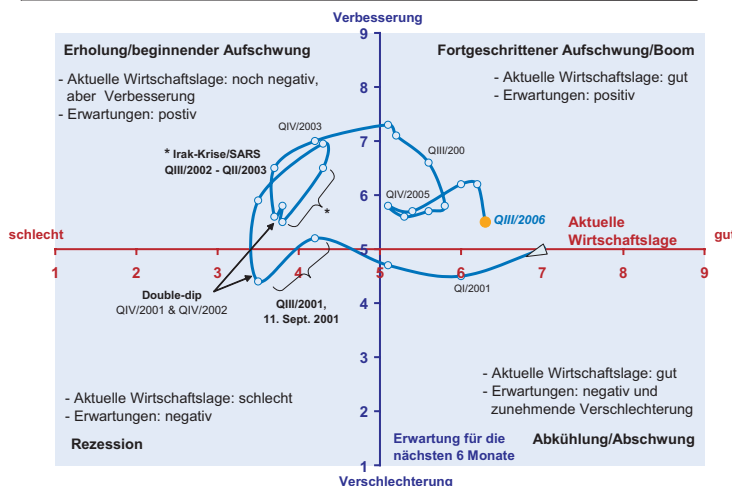 Verbesserung
9
Erholung/beginnender Aufschwung
Fortgeschrittener Aufschwung/Boom
- Aktuelle Wirtschaftslage: noch negativ,
aber Verbesserung
- Erwartungen: postiv
- Aktuelle Wirtschaftslage: gut
- Erwartungen: positiv
8
QIV/2003
7
QIII/200
* Irak-Krise/SARS
QIII/2002 - QII/2003
6
QIV/2005
*
QIII/2006
Aktuelle
Wirtschaftslage
schlecht
gut
5
1 2 3 4 5 6 7 8 9
Double-dip
QIV/2001 & QIV/2002
QIII/2001,
11. Sept. 2001
QI/2001
4
3
- Aktuelle Wirtschaftslage: schlecht
- Erwartungen: negativ
- Aktuelle Wirtschaftslage: gut
- Erwartungen: negativ und
zunehmende Verschlechterung
2
Rezession
Erwartung für die
nächsten 6 Monate
Abkühlung/Abschwung
1
Verschlechterung